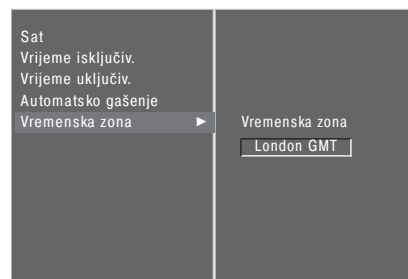 Sat
Vrijeme isključiv.
Vrijeme uključiv.
Automatsko gašenje
Vremenska zona ►
Vremenska zona
London GMT